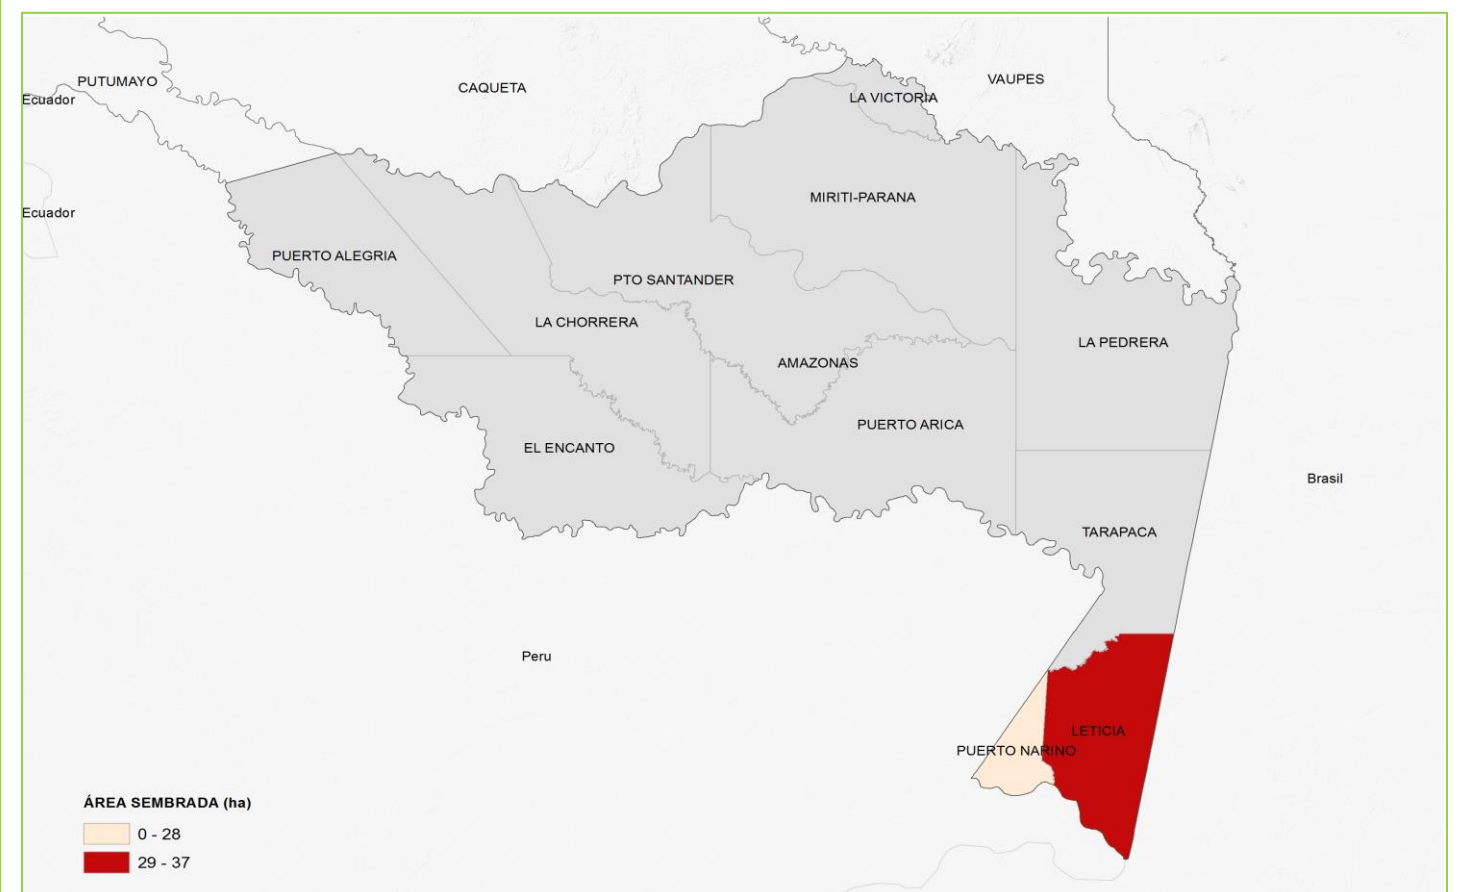 PUTUMAYO
CAQUETA
VAUPES
Ecuador
LA VICTORIA
MIRITI-PARANA
Ecuador
PUERTO ALEGRIA
PTO SANTANDER
LA CHORRERA
LA PEDRERA
AMAZONAS
PUERTO ARICA
EL ENCANTO
Brasil
TARAPACA
Peru
LETICIA
PUERTO NARINO
ÁREA SEMBRADA (ha)
0 - 28
29 - 37